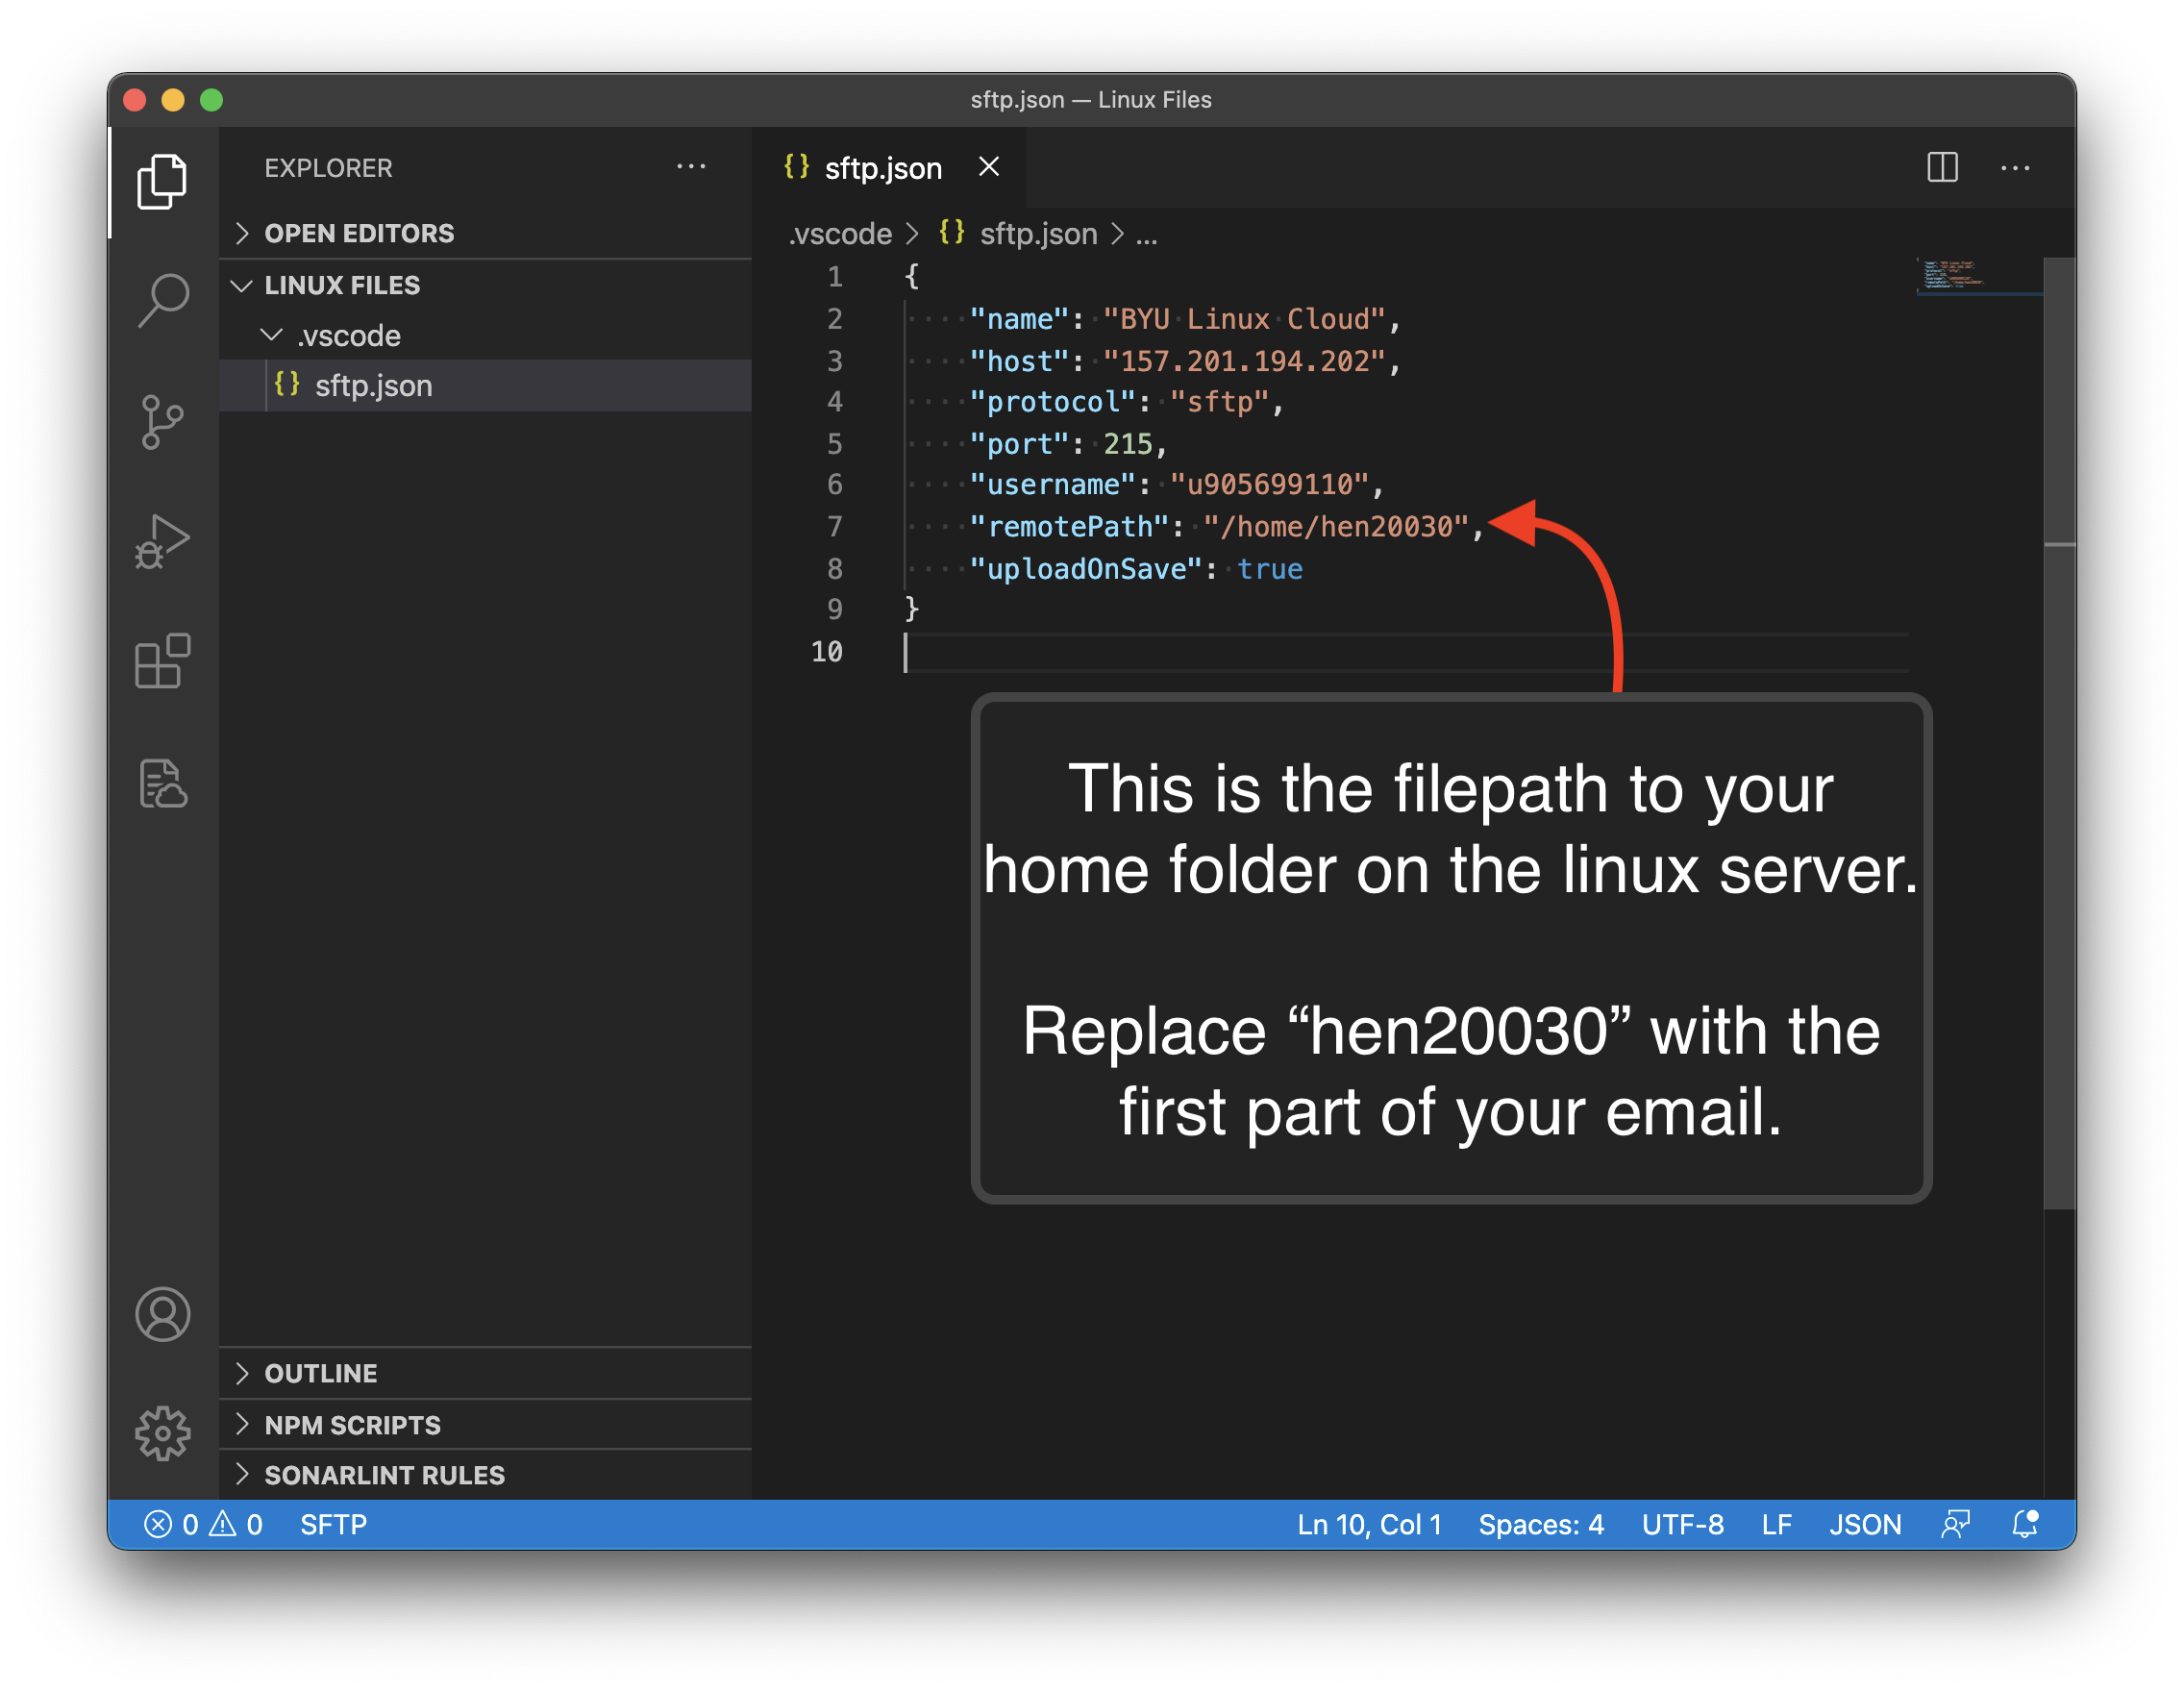 sftp.json — Linux Files
EXPLORER
OPEN EDITORS
LINUX FILES
.vscode
{} sftp.json
{} sftp.json
.vscode > {} sftp.json > ...
1 {
2 "name": "BYU Linux Cloud",
3 "host": "157.201.194.202",
4 "protocol": "sftp",
5 "port": 215,
6 "username": "u905699110",
7 "remotePath": "/home/hen20030",
8 "uploadOnSave": true
9 }
10
This is the filepath to your
home folder on the linux server.
Replace “hen20030” with the
first part of your email.
OUTLINE
NPM SCRIPTS
SONARLINT RULES
0 0 SFTP Ln 10, Col 1 Spaces: 4 UTF-8 LF JSON